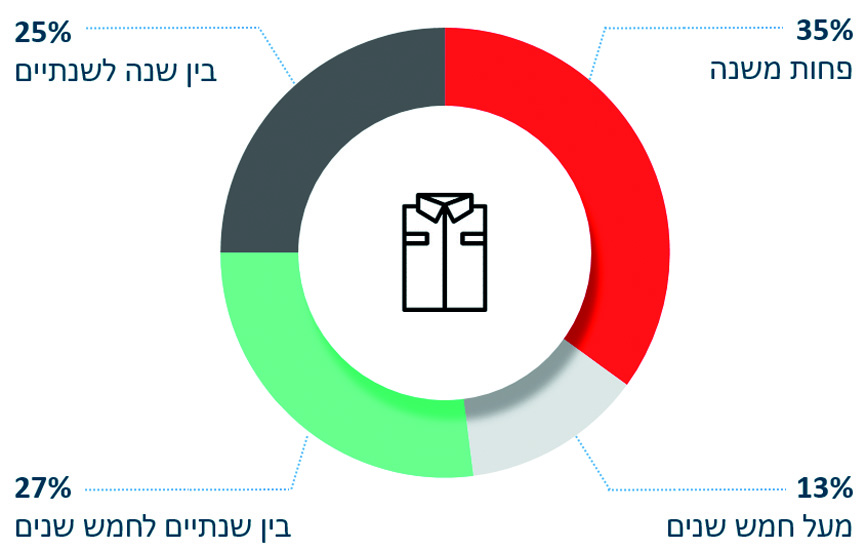 35%
פחות משנה
25%
בין שנה לשנתיים
13%
מעל חמש שנים
27%
בין שנתיים לחמש שנים